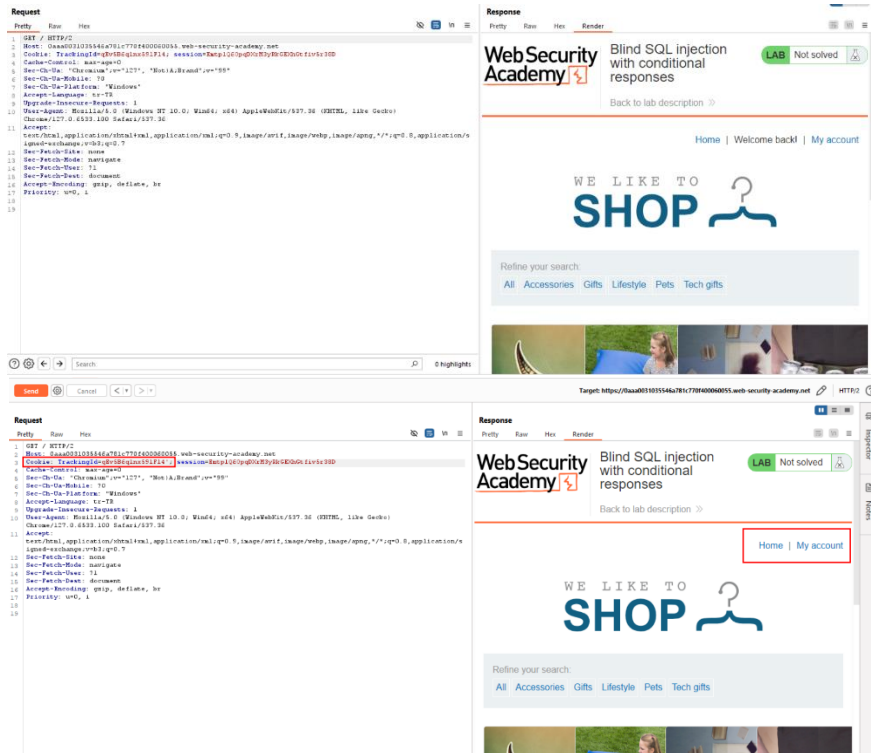 Request
Pretty Raw Hex
1 GET / HTTP/2
2 Host: 0aaa0031035546a781c770f400060055.web-security-academy.net
3 Cookie: TrackingId=
4 Cache-Control: max-age=0
5 Sec-Ch-Ua: "Chromium";v="127", "Not)A;Brand";v="99"
6 Sec-Ch-Ua-Mobile: ?0
7 Sec-Ch-Ua-Platform: "Windows"
8 Accept-Language: tr-TR
9 Upgrade-Insecure-Requests: 1
10 User-Agent: Mozilla/5.0 (Windows NT 10.0; Win64; x64) AppleWebKit/537.36 (KHTML, like Gecko)
Chrome/127.0.6533.100 Safari/537.36
11 Accept:
text/html,application/xhtml+xml,application/xml;q=0.9,image/avif,image/webp,image/apng,*/*;q=0.8,application/s
igned-exchange;v=b3;q=0.7
12 Sec-Fetch-Site: none
13 Sec-Fetch-Mode: navigate
14 Sec-Fetch-User: ?1
15 Sec-Fetch-Dest: document
16 Accept-Encoding: gzip, deflate, br
17 Priority: u=0, i
18
19
Search
0 highlights
Response
Pretty Raw Hex Render
Web Security
Academy
Blind SQL injection
with conditional
responses
LAB Not solved
Back to lab description
Home | Welcome back! | My account
WE LIKE TO
SHOP
Refine your search:
All Accessories Gifts Lifestyle Pets Tech gifts
Send Cancel
Target: https://0aaa0031035546a781c770f400060055.web-security-academy.net HTTP/2
Request
Pretty Raw Hex
1 GET / HTTP/2
2 Host: 0aaa0031035546a781c770f400060055.web-security-academy.net
3 Cookie: TrackingId=
4 Cache-Control: max-age=0
5 Sec-Ch-Ua: "Chromium";v="127", "Not)A;Brand";v="99"
6 Sec-Ch-Ua-Mobile: ?0
7 Sec-Ch-Ua-Platform: "Windows"
8 Accept-Language: tr-TR
9 Upgrade-Insecure-Requests: 1
10 User-Agent: Mozilla/5.0 (Windows NT 10.0; Win64; x64) AppleWebKit/537.36 (KHTML, like Gecko)
Chrome/127.0.6533.100 Safari/537.36
11 Accept:
text/html,application/xhtml+xml,application/xml;q=0.9,image/avif,image/webp,image/apng,*/*;q=0.8,application/s
igned-exchange;v=b3;q=0.7
12 Sec-Fetch-Site: none
13 Sec-Fetch-Mode: navigate
14 Sec-Fetch-User: ?1
15 Sec-Fetch-Dest: document
16 Accept-Encoding: gzip, deflate, br
17 Priority: u=0, i
18
19
Response
Pretty Raw Hex Render
Web Security
Academy
Blind SQL injection
with conditional
responses
LAB Not solved
Back to lab description
Home | My account
WE LIKE TO
SHOP
Refine your search:
All Accessories Gifts Lifestyle Pets Tech gifts
Inspector
Notes